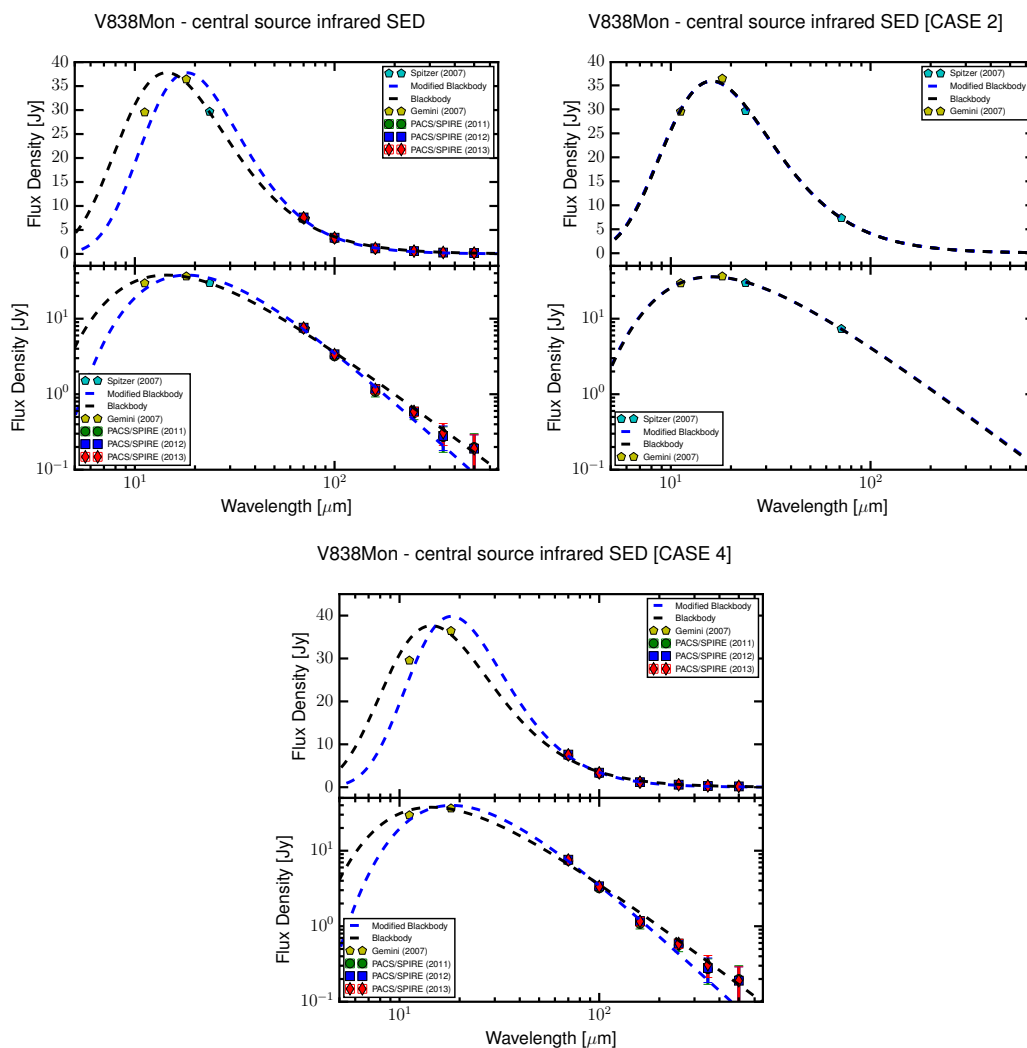 V838Mon - central source infrared SED
40
35
30
25
20
15
10
5
0
Flux Density [Jy]
Spitzer (2007)
Modified Blackbody
Blackbody
Gemini (2007)
PACS/SPIRE (2011)
PACS/SPIRE (2012)
PACS/SPIRE (2013)
10^1
10^0
10^-1
Flux Density [Jy]
Spitzer (2007)
Modified Blackbody
Blackbody
Gemini (2007)
PACS/SPIRE (2011)
PACS/SPIRE (2012)
PACS/SPIRE (2013)
10^1
10^2
Wavelength [μm]
V838Mon - central source infrared SED [CASE 2]
40
35
30
25
20
15
10
5
0
Flux Density [Jy]
Spitzer (2007)
Modified Blackbody
Blackbody
Gemini (2007)
10^1
10^0
10^-1
Flux Density [Jy]
Spitzer (2007)
Modified Blackbody
Blackbody
Gemini (2007)
10^1
10^2
Wavelength [μm]
V838Mon - central source infrared SED [CASE 4]
40
30
20
10
0
Flux Density [Jy]
Modified Blackbody
Blackbody
Gemini (2007)
PACS/SPIRE (2011)
PACS/SPIRE (2012)
PACS/SPIRE (2013)
10^1
10^0
10^-1
Flux Density [Jy]
Modified Blackbody
Blackbody
Gemini (2007)
PACS/SPIRE (2011)
PACS/SPIRE (2012)
PACS/SPIRE (2013)
10^1
10^2
Wavelength [μm]